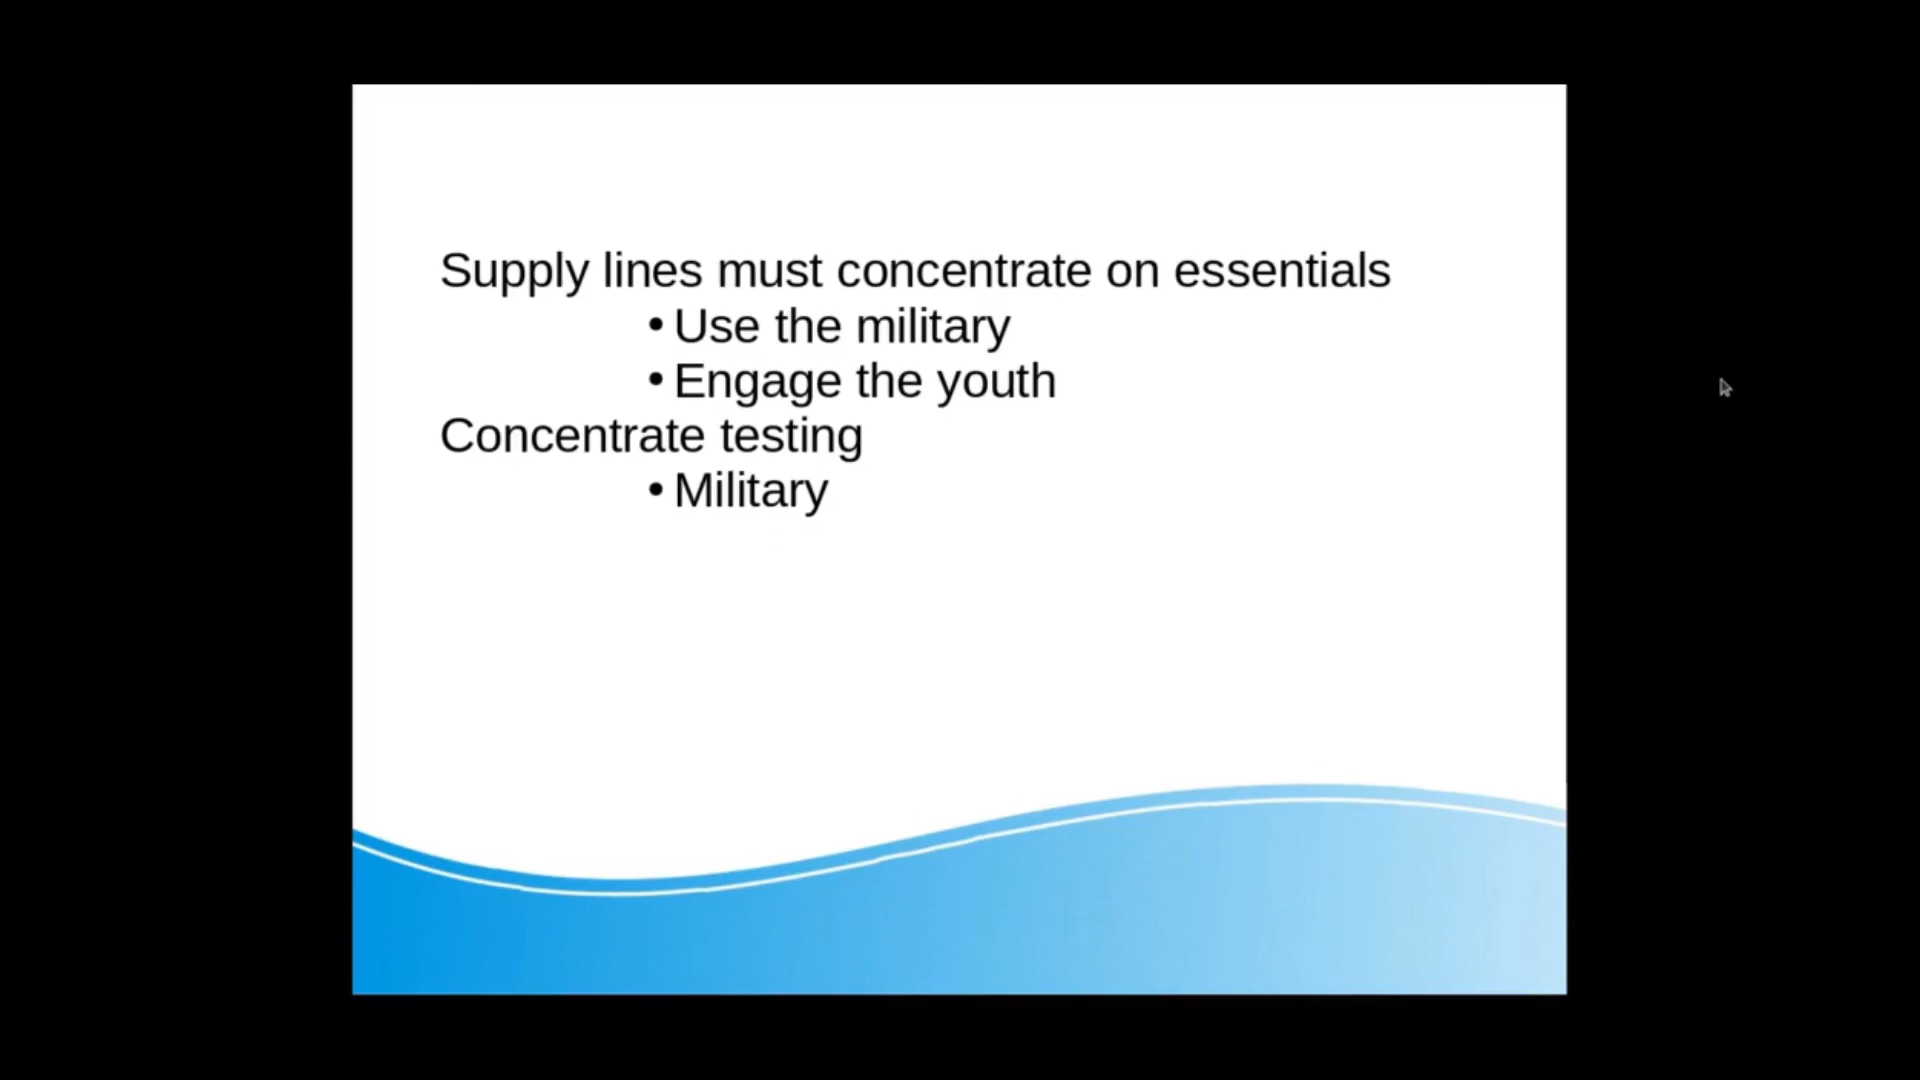 Supply lines must concentrate on essentials
• Use the military
• Engage the youth
Concentrate testing
• Military